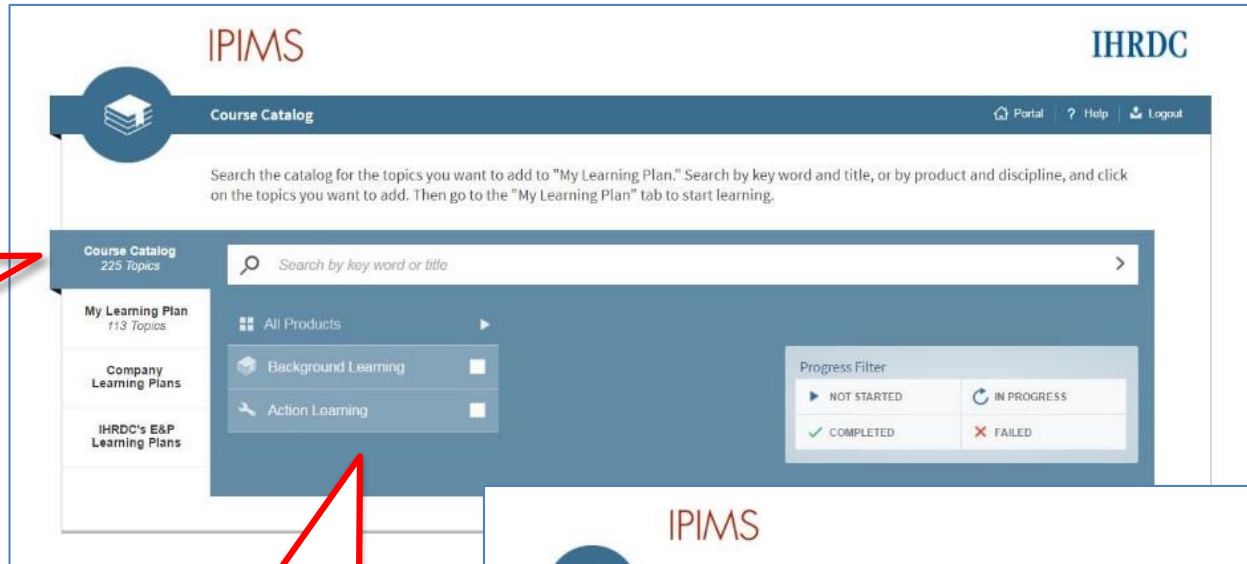 IPIMS
IHRDC
Course Catalog
Portal
? Help
Logout
Search the catalog for the topics you want to add to "My Learning Plan." Search by key word and title, or by product and discipline, and click
on the topics you want to add. Then go to the "My Learning Plan" tab to start learning.
Course Catalog
225 Topics
Search by key word or title
My Learning Plan
113 Topics
Company
Learning Plans
IHRDC's E&P
Learning Plans
All Products
Background Learning
Action Learning
Progress Filter
NOT STARTED
IN PROGRESS
COMPLETED
FAILED
IPIMS